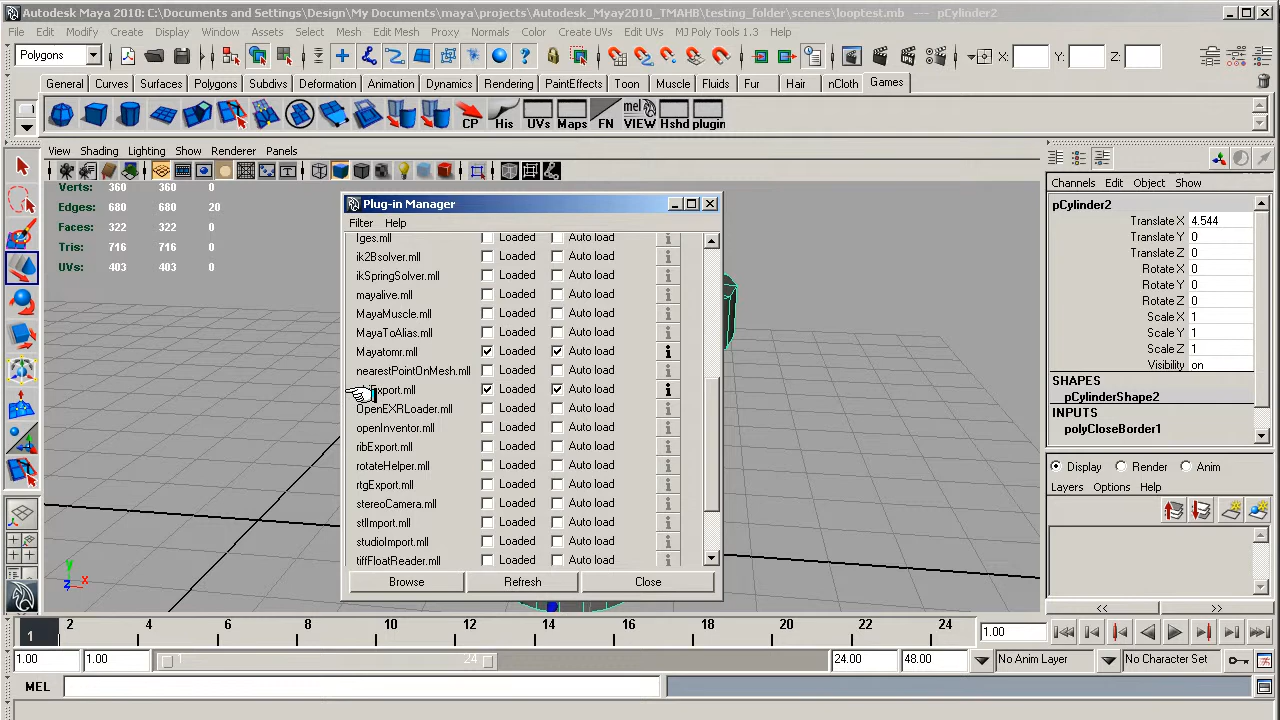 Autodesk Maya 2010: C:\Documents and Settings\Design\My Documents\maya\projects\Autodesk_Myay2010_TMAHB\testing_folder\scenes\looptest.mb --- pCylinder2
File Edit Modify Create Display Window Assets Select Mesh Edit Mesh Proxy Normals Color Create UVs Edit UVs MJ Poly Tools 1.3 Help
Polygons X: Y: Z:
General Curves Surfaces Polygons Subdivs Deformation Animation Dynamics Rendering PaintEffects Toon Muscle Fluids Fur Hair nCloth Games
CP His UVs Maps FN mel VIEW Hshd plugin
View Shading Lighting Show Renderer Panels
Verts: 360 360 0
Edges: 680 680 20
Faces: 322 322 0
Tris: 716 716 0
UVs: 403 403 0
Plug-in Manager
Filter Help
Iges.mll Loaded Auto load i
ik2Bsolver.mll Loaded Auto load i
ikSpringSolver.mll Loaded Auto load i
mayalive.mll Loaded Auto load i
MayaMuscle.mll Loaded Auto load i
MayaToAlias.mll Loaded Auto load i
Mayatomr.mll Loaded Auto load i
nearestPointOnMesh.mll Loaded Auto load i
xport.mll Loaded Auto load i
OpenEXRLoader.mll Loaded Auto load i
openInventor.mll Loaded Auto load i
ribExport.mll Loaded Auto load i
rotateHelper.mll Loaded Auto load i
rtgExport.mll Loaded Auto load i
stereoCamera.mll Loaded Auto load i
stlImport.mll Loaded Auto load i
studioImport.mll Loaded Auto load i
tiffFloatReader.mll Loaded Auto load i
Browse Refresh Close
y
z x
Channels Edit Object Show
pCylinder2
Translate X 4.544
Translate Y 0
Translate Z 0
Rotate X 0
Rotate Y 0
Rotate Z 0
Scale X 1
Scale Y 1
Scale Z 1
Visibility on
SHAPES
pCylinderShape2
INPUTS
polyCloseBorder1
Display Render Anim
Layers Options Help
<< >>
1 2 4 6 8 10 12 14 16 18 20 22 24 1.00
1.00 1.00 1 24 24.00 48.00 No Anim Layer No Character Set
MEL